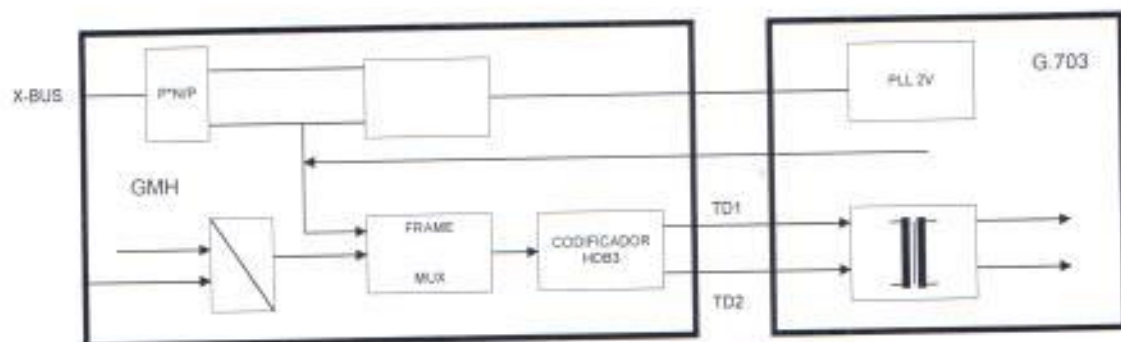 X-BUS
P*N/P
PLL 2V
G.703
GMH
FRAME
MUX
CODIFICADOR
HDB3
TD1
TD2